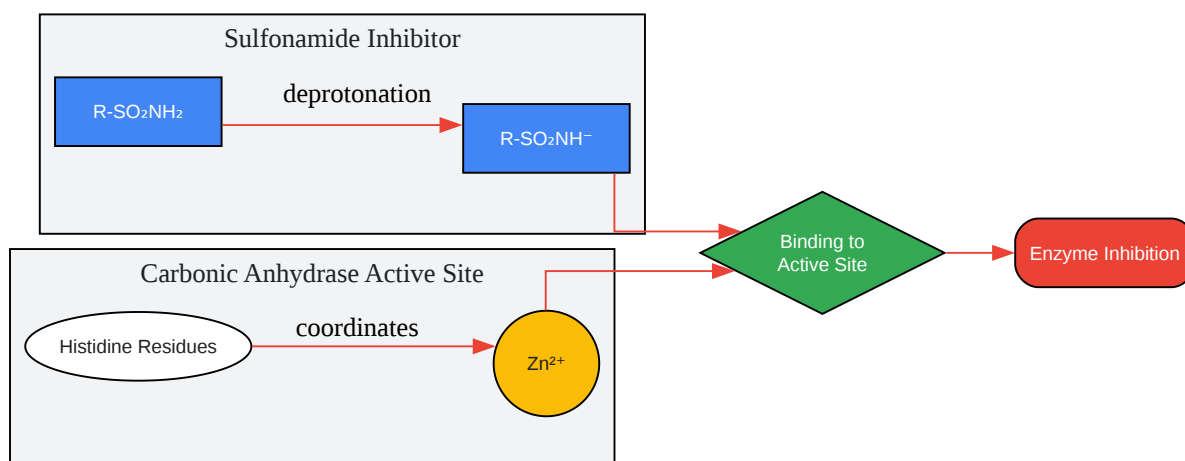 Sulfonamide Inhibitor
R-SO₂NH₂
deprotonation
R-SO₂NH⁻
Carbonic Anhydrase Active Site
Histidine Residues
coordinates
Zn²⁺
Binding to
Active Site
Enzyme Inhibition